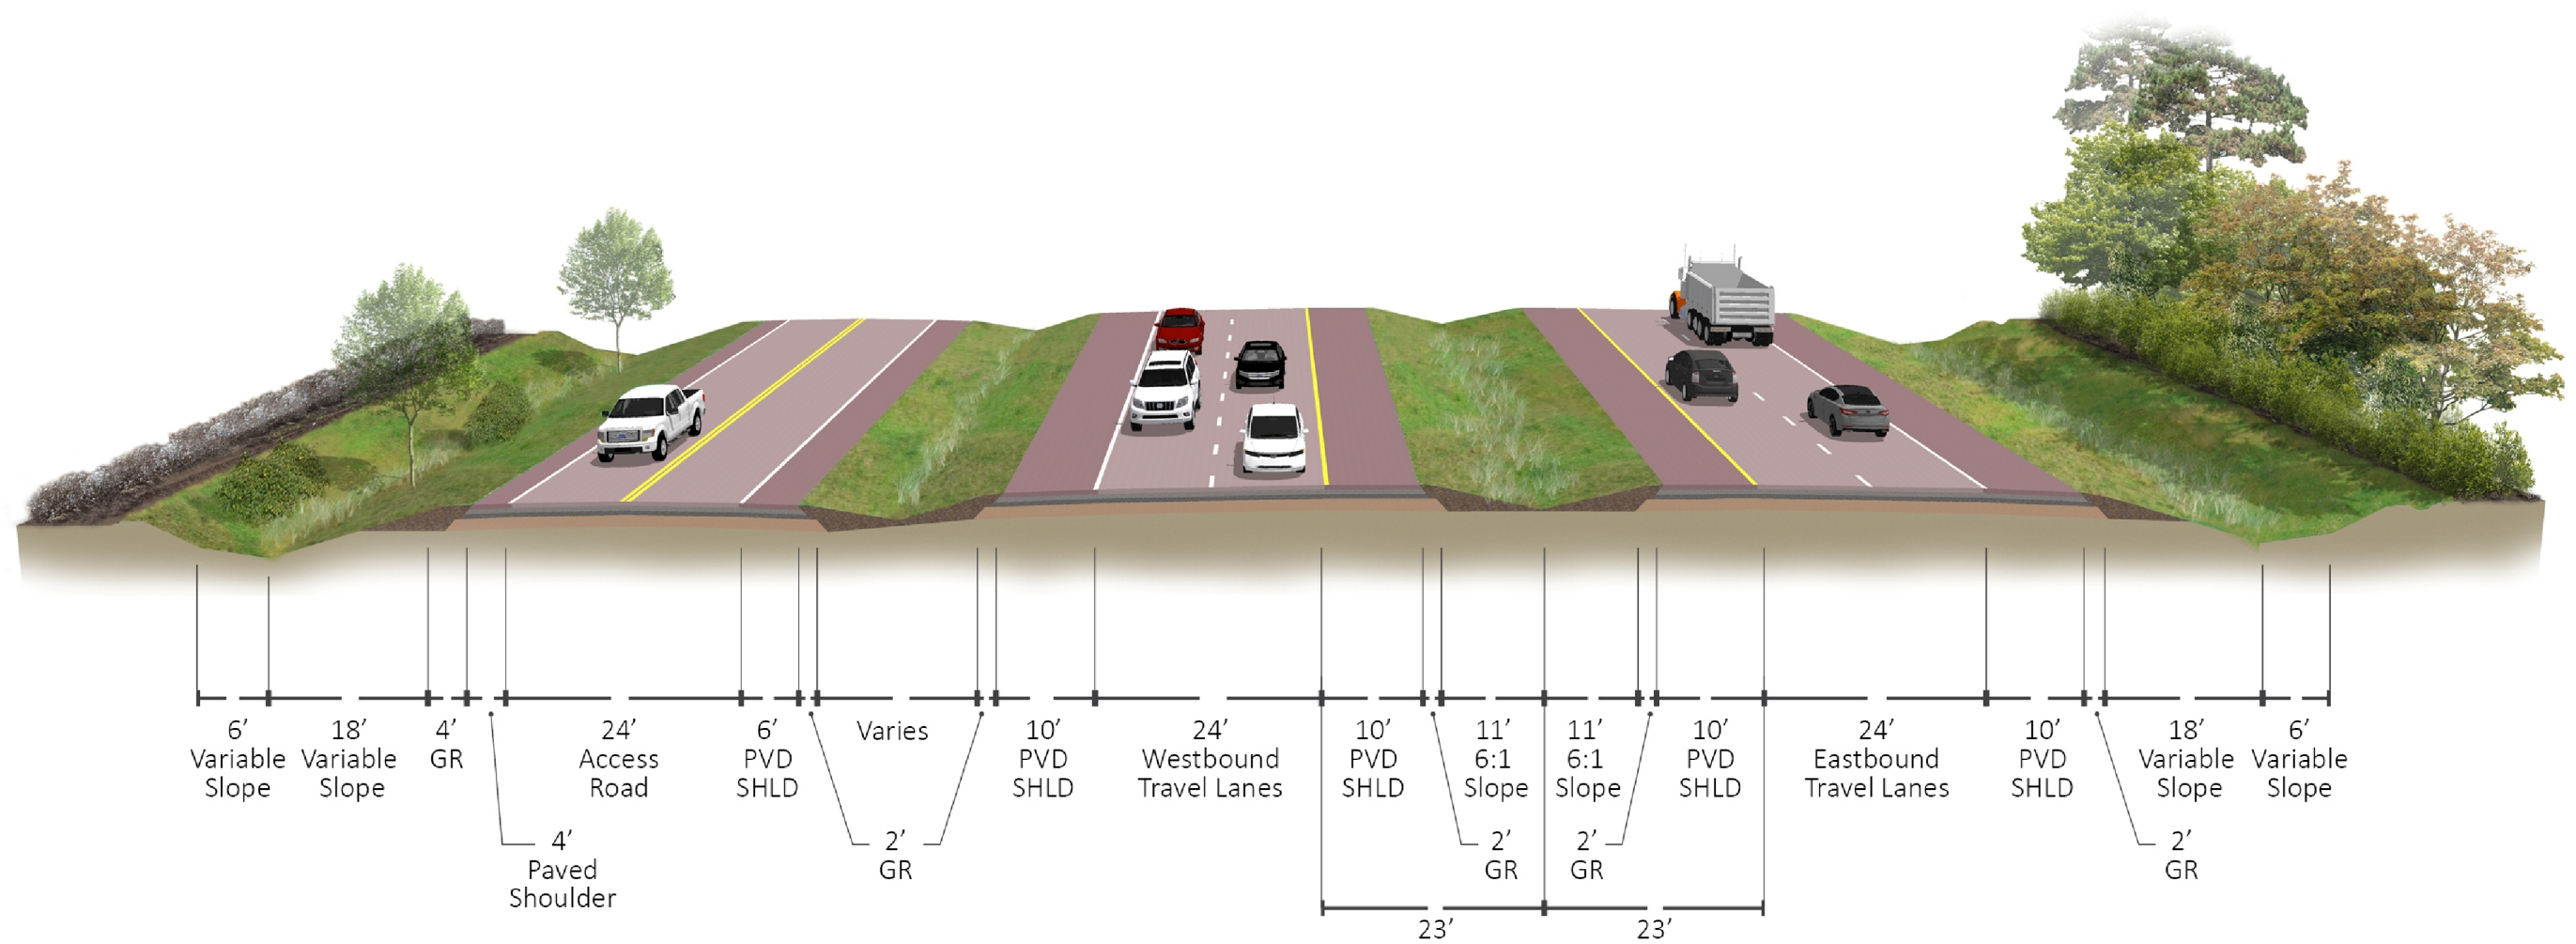 6’
Variable
Slope
18’
Variable
Slope
4’
GR
4’
Paved
Shoulder
24’
Access
Road
6’
PVD
SHLD
Varies
2’
GR
10’
PVD
SHLD
24’
Westbound
Travel Lanes
10’
PVD
SHLD
2’
GR
11’
6:1
Slope
11’
6:1
Slope
2’
GR
10’
PVD
SHLD
23’
23’
24’
Eastbound
Travel Lanes
10’
PVD
SHLD
2’
GR
18’
Variable
Slope
6’
Variable
Slope